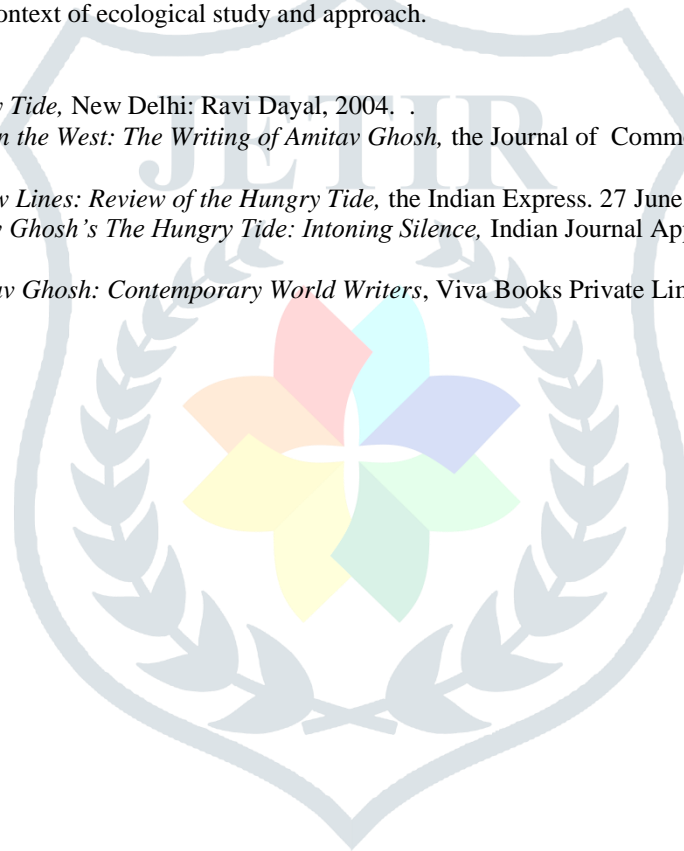 ontext of ecological study and approach.
Tide, New Delhi: Ravi Dayal, 2004. .
n the West: The Writing of Amitav Ghosh, the Journal of Comm
JETIR
w Lines: Review of the Hungry Tide, the Indian Express. 27 June
Ghosh’s The Hungry Tide: Intoning Silence, Indian Journal Ap
av Ghosh: Contemporary World Writers, Viva Books Private Lin